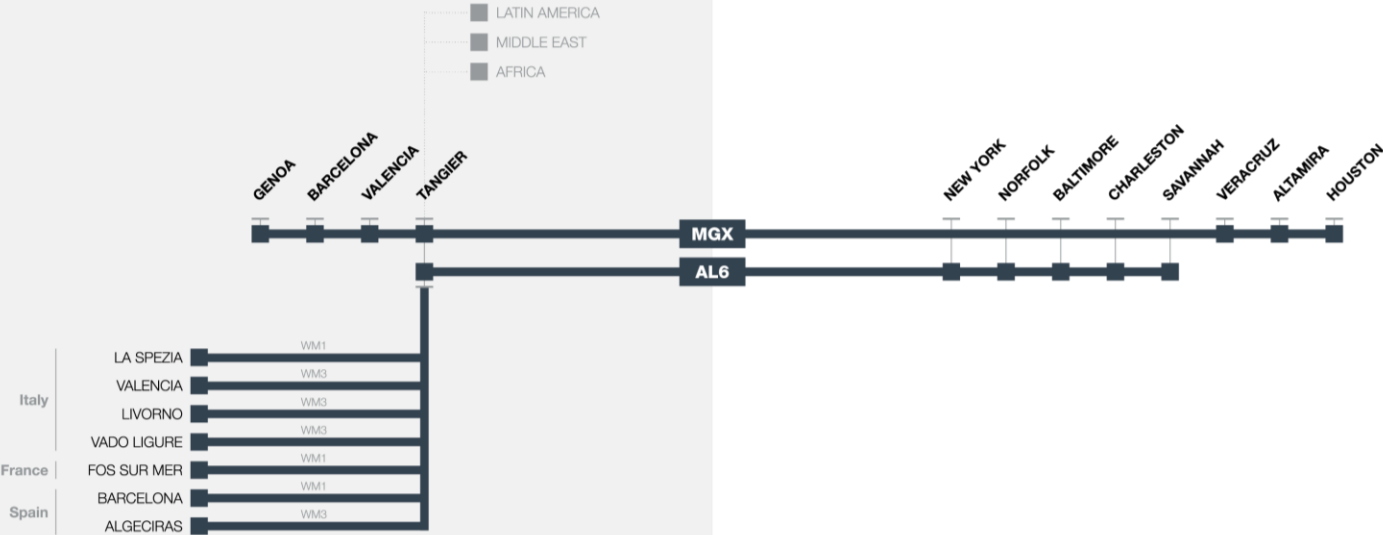 LATIN AMERICA
MIDDLE EAST
AFRICA
GENOA
BARCELONA
VALENCIA
TANGIER
NEW YORK
NORFOLK
BALTIMORE
CHARLESTON
SAVANNAH
VERACRUZ
ALTAMIRA
HOUSTON
MGX
AL6
Italy
LA SPEZIA WM1
VALENCIA WM3
LIVORNO WM3
VADO LIGURE WM3
France
FOS SUR MER WM1
Spain
BARCELONA WM1
ALGECIRAS WM3